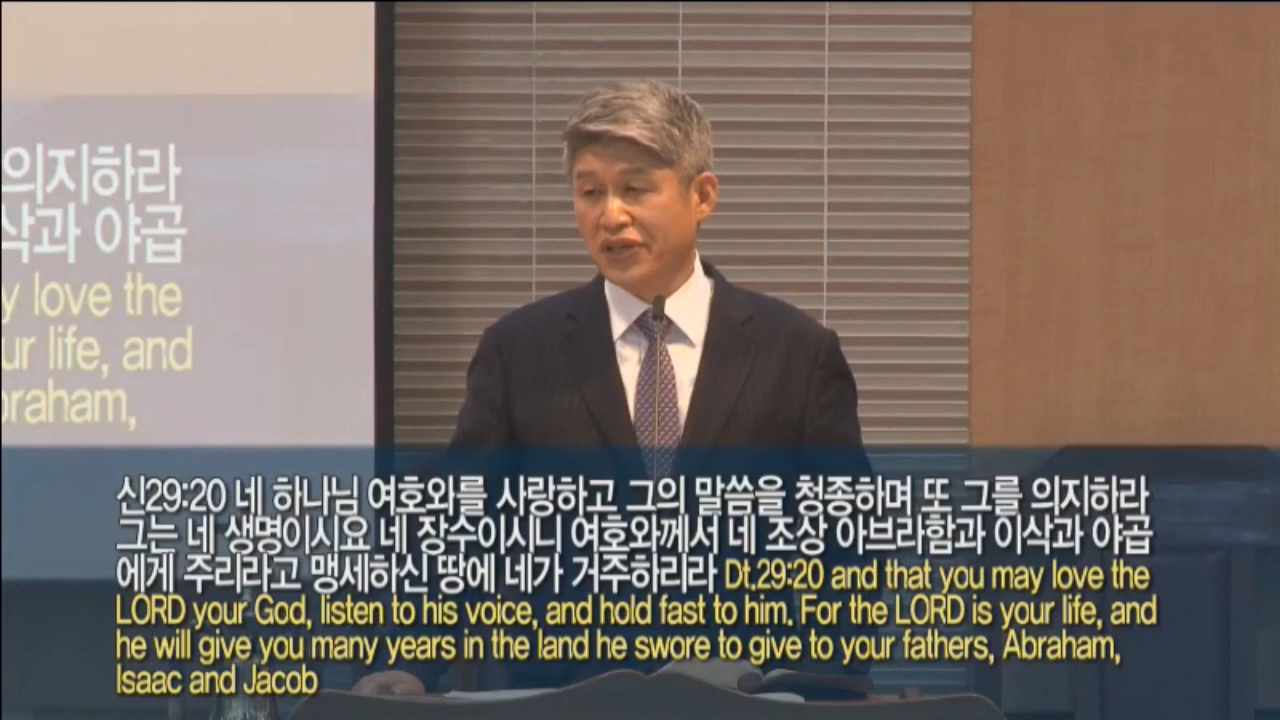 의지하라
삭과 야곱
y love the
ur life, and
braham,
신29:20 네 하나님 여호와를 사랑하고 그의 말씀을 청종하며 또 그를 의지하라
그는 네 생명이시요 네 장수이시니 여호와께서 네 조상 아브라함과 이삭과 야곱
에게 주리라고 맹세하신 땅에 네가 거주하리라 Dt.29:20 and that you may love the
LORD your God, listen to his voice, and hold fast to him. For the LORD is your life, and
he will give you many years in the land he swore to give to your fathers, Abraham,
Isaac and Jacob